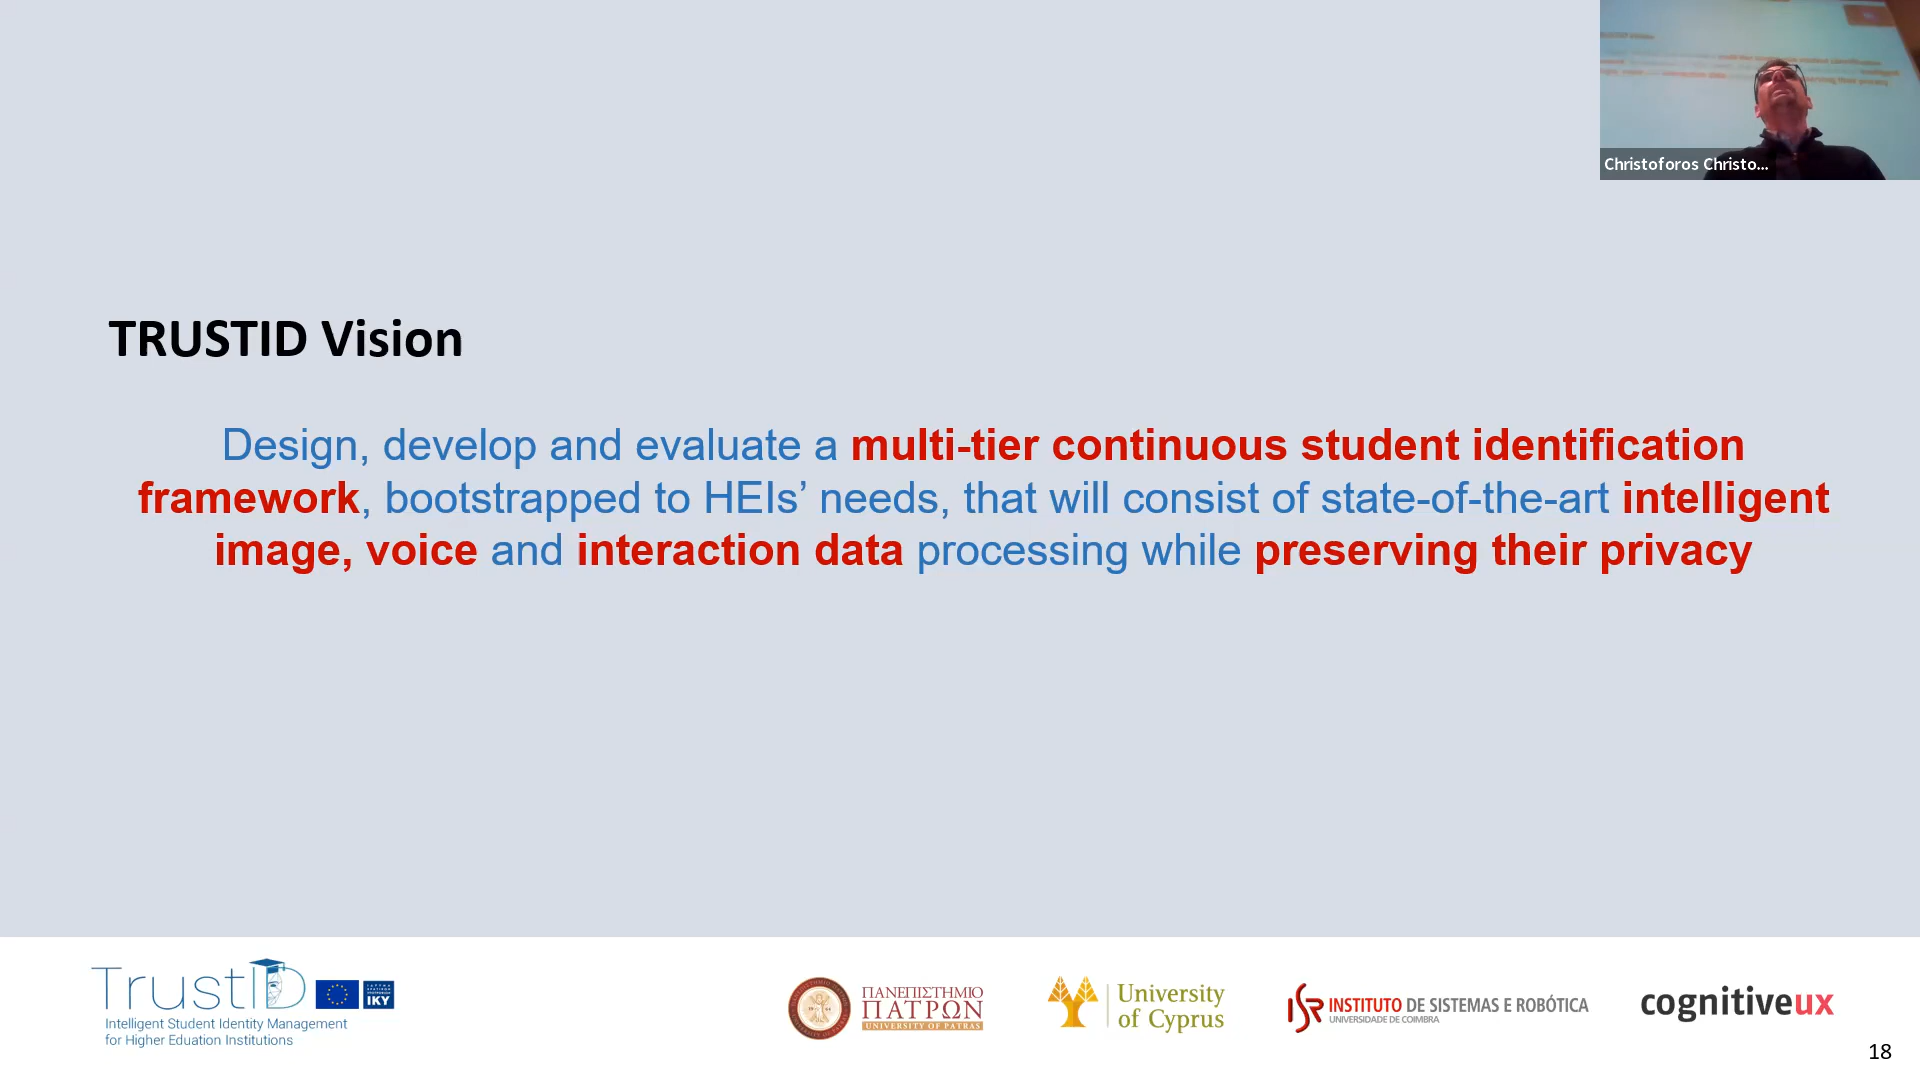 Christoforos Christo...
TRUSTID Vision
Design, develop and evaluate a multi-tier continuous student identification
framework, bootstrapped to HEIs’ needs, that will consist of state-of-the-art intelligent
image, voice and interaction data processing while preserving their privacy
TrustID
IKY
Intelligent Student Identity Management
for Higher Eduation Institutions
ΠΑΝΕΠΙΣΤΗΜΙΟ
ΠΑΤΡΩΝ
UNIVERSITY OF PATRAS
University
of Cyprus
ISR INSTITUTO DE SISTEMAS E ROBÓTICA
UNIVERSIDADE DE COIMBRA
cognitiveux
18